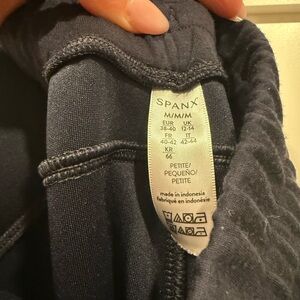 SPANX
M/M/M
EUR UK
38-40 12-14
FR IT
40-42 42-44
KR
66
PETITE/
PEQUEÑO/
PETITE
made in indonesia
fabriqué en indonésie